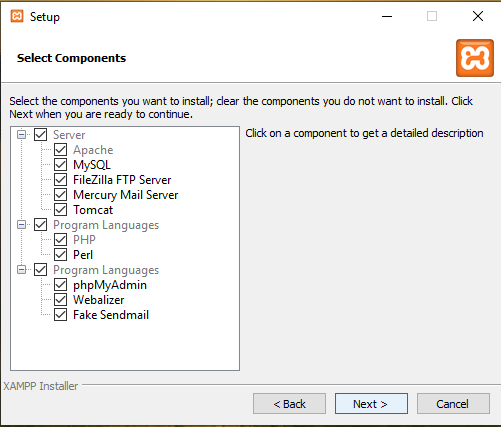 Setup
Select Components
Select the components you want to install; clear the components you do not want to install. Click
Next when you are ready to continue.
Server
Apache
MySQL
FileZilla FTP Server
Mercury Mail Server
Tomcat
Program Languages
PHP
Perl
Program Languages
phpMyAdmin
Webalizer
Fake Sendmail
Click on a component to get a detailed description
XAMPP Installer
< Back
Next >
Cancel